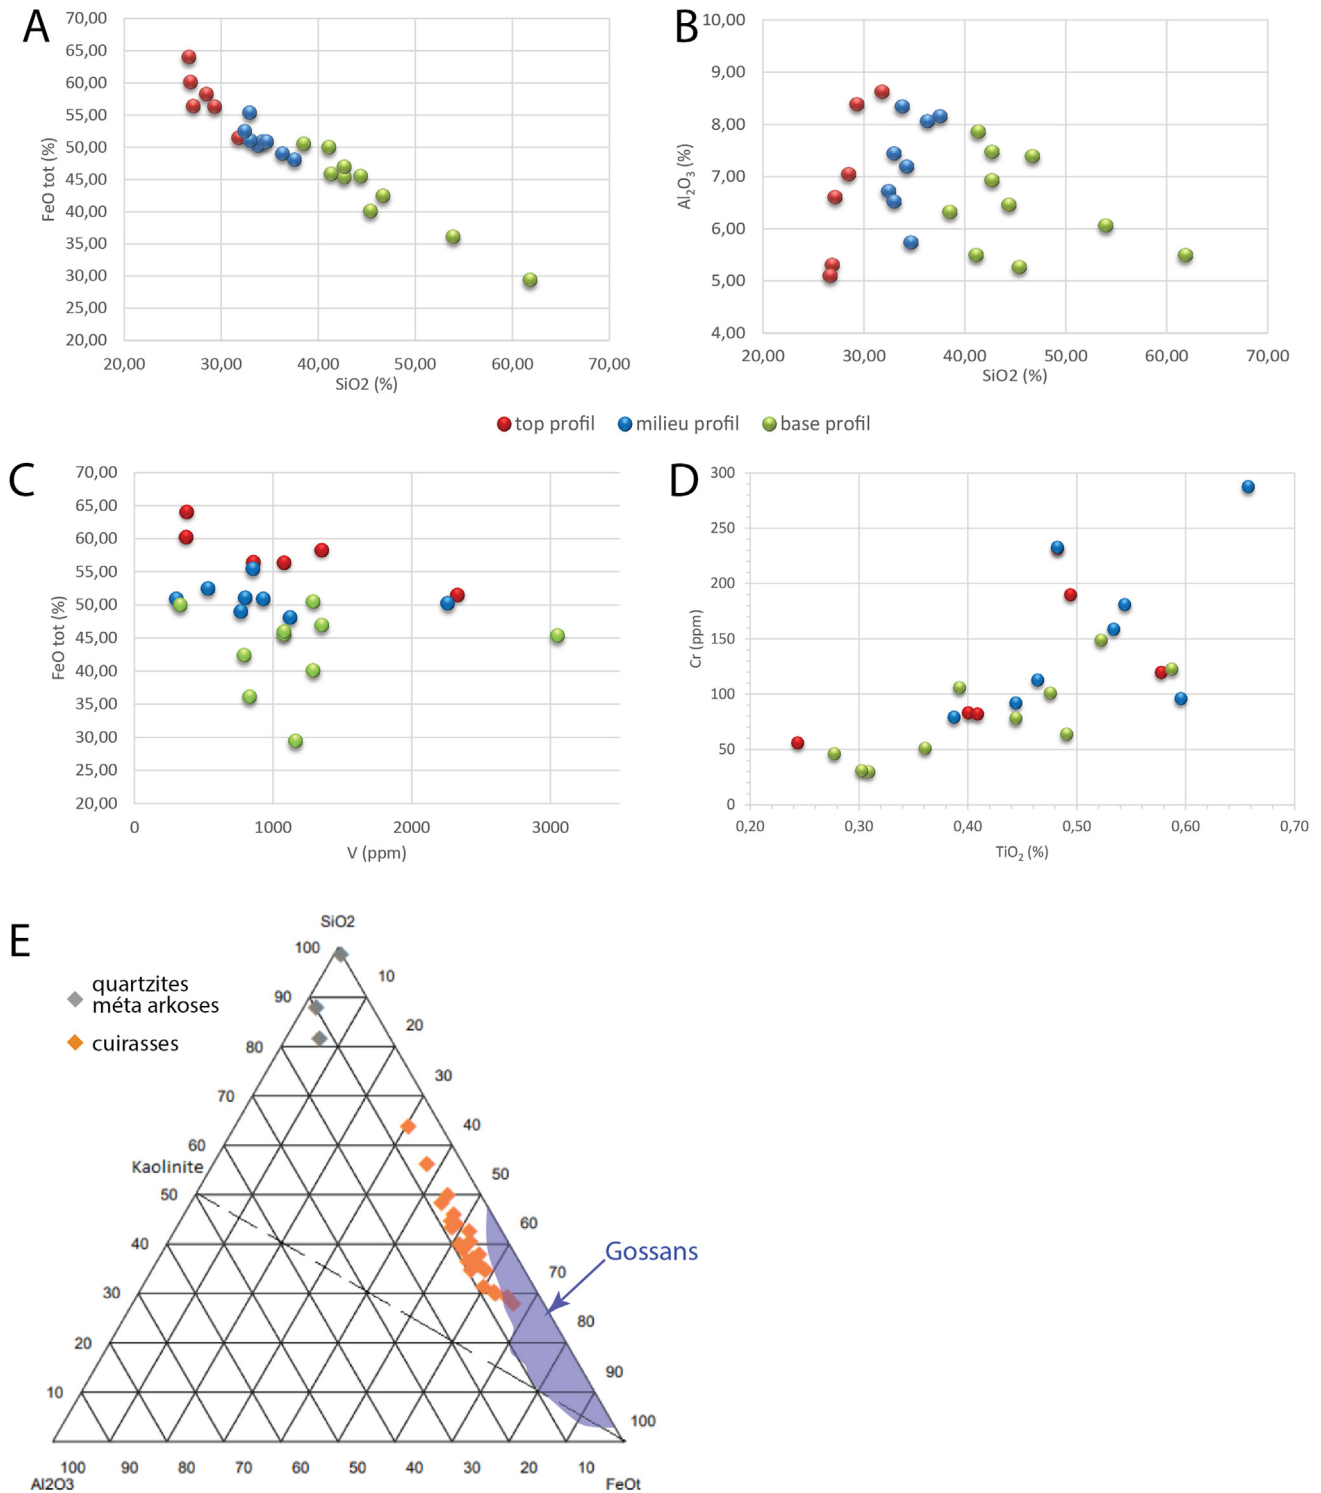 A
70,00
65,00
60,00
55,00
50,00
45,00
40,00
35,00
30,00
25,00
20,00
FeO tot (%)
20,00 30,00 40,00 50,00 60,00 70,00
SiO2 (%)
B
10,00
9,00
8,00
7,00
6,00
5,00
4,00
Al2O3 (%)
20,00 30,00 40,00 50,00 60,00 70,00
SiO2 (%)
top profil milieu profil base profil
C
70,00
65,00
60,00
55,00
50,00
45,00
40,00
35,00
30,00
25,00
20,00
FeO tot (%)
0 1000 2000 3000
V (ppm)
D
300
250
200
150
100
50
0
Cr (ppm)
0,20 0,30 0,40 0,50 0,60 0,70
TiO2 (%)
E
SiO2
quartzites
méta arkoses
cuirasses
100
90
80
70
60
Kaolinite
50
40
30
20
10
10
20
30
40
50
60
70
80
90
100
Gossans
100 90 80 70 60 50 40 30 20 10
Al2O3 FeOt